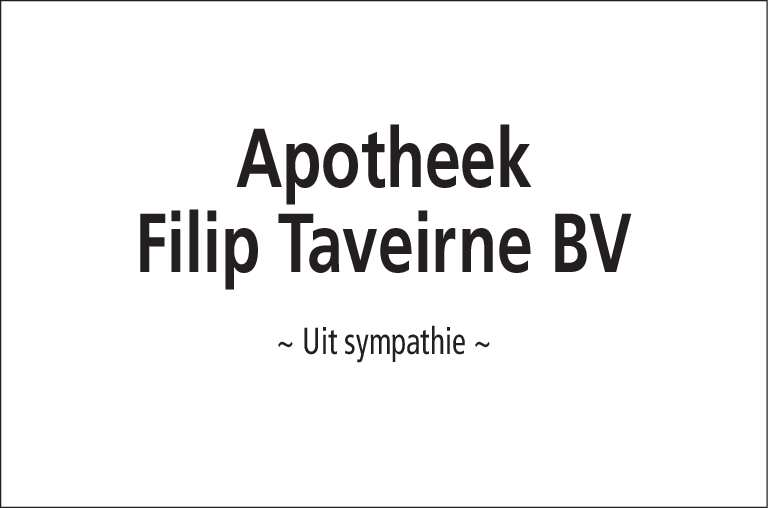 Apotheek
Filip Taveirne BV
~ Uit sympathie ~